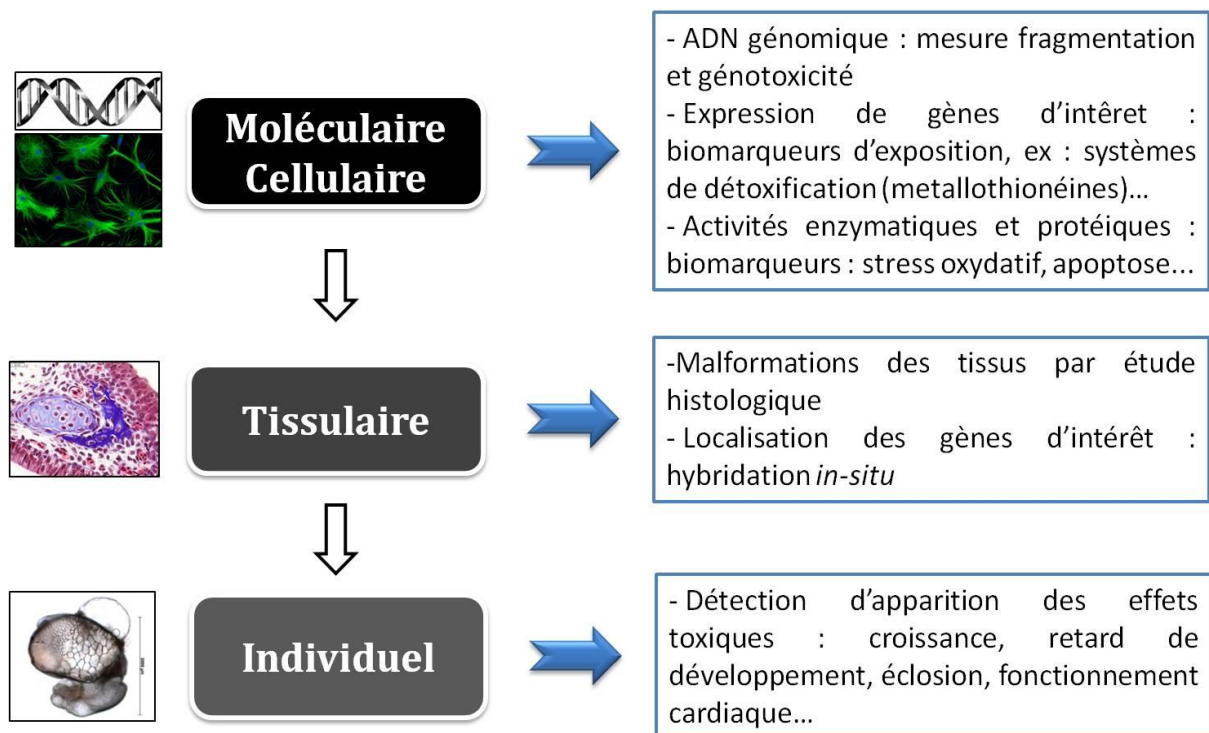 Moléculaire
Cellulaire
- ADN génomique : mesure fragmentation
et génotoxicité
- Expression de gènes d'intêret :
biomarqueurs d'exposition, ex : systèmes
de détoxification (metallothionéines)…
- Activités enzymatiques et protéiques :
biomarqueurs : stress oxydatif, apoptose...
Tissulaire
-Malformations des tissus par étude
histologique
- Localisation des gènes d'intérêt :
hybridation in-situ
Individuel
- Détection d'apparition des effets
toxiques : croissance, retard de
développement, éclosion, fonctionnement
cardiaque…